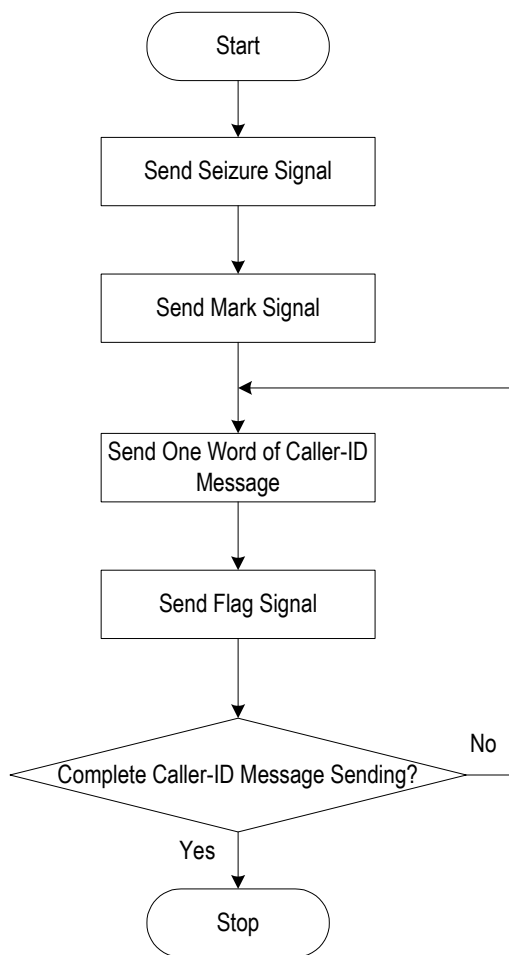 Start
Send Seizure Signal
Send Mark Signal
Send One Word of Caller-ID
Message
Send Flag Signal
Complete Caller-ID Message Sending?
No
Yes
Stop